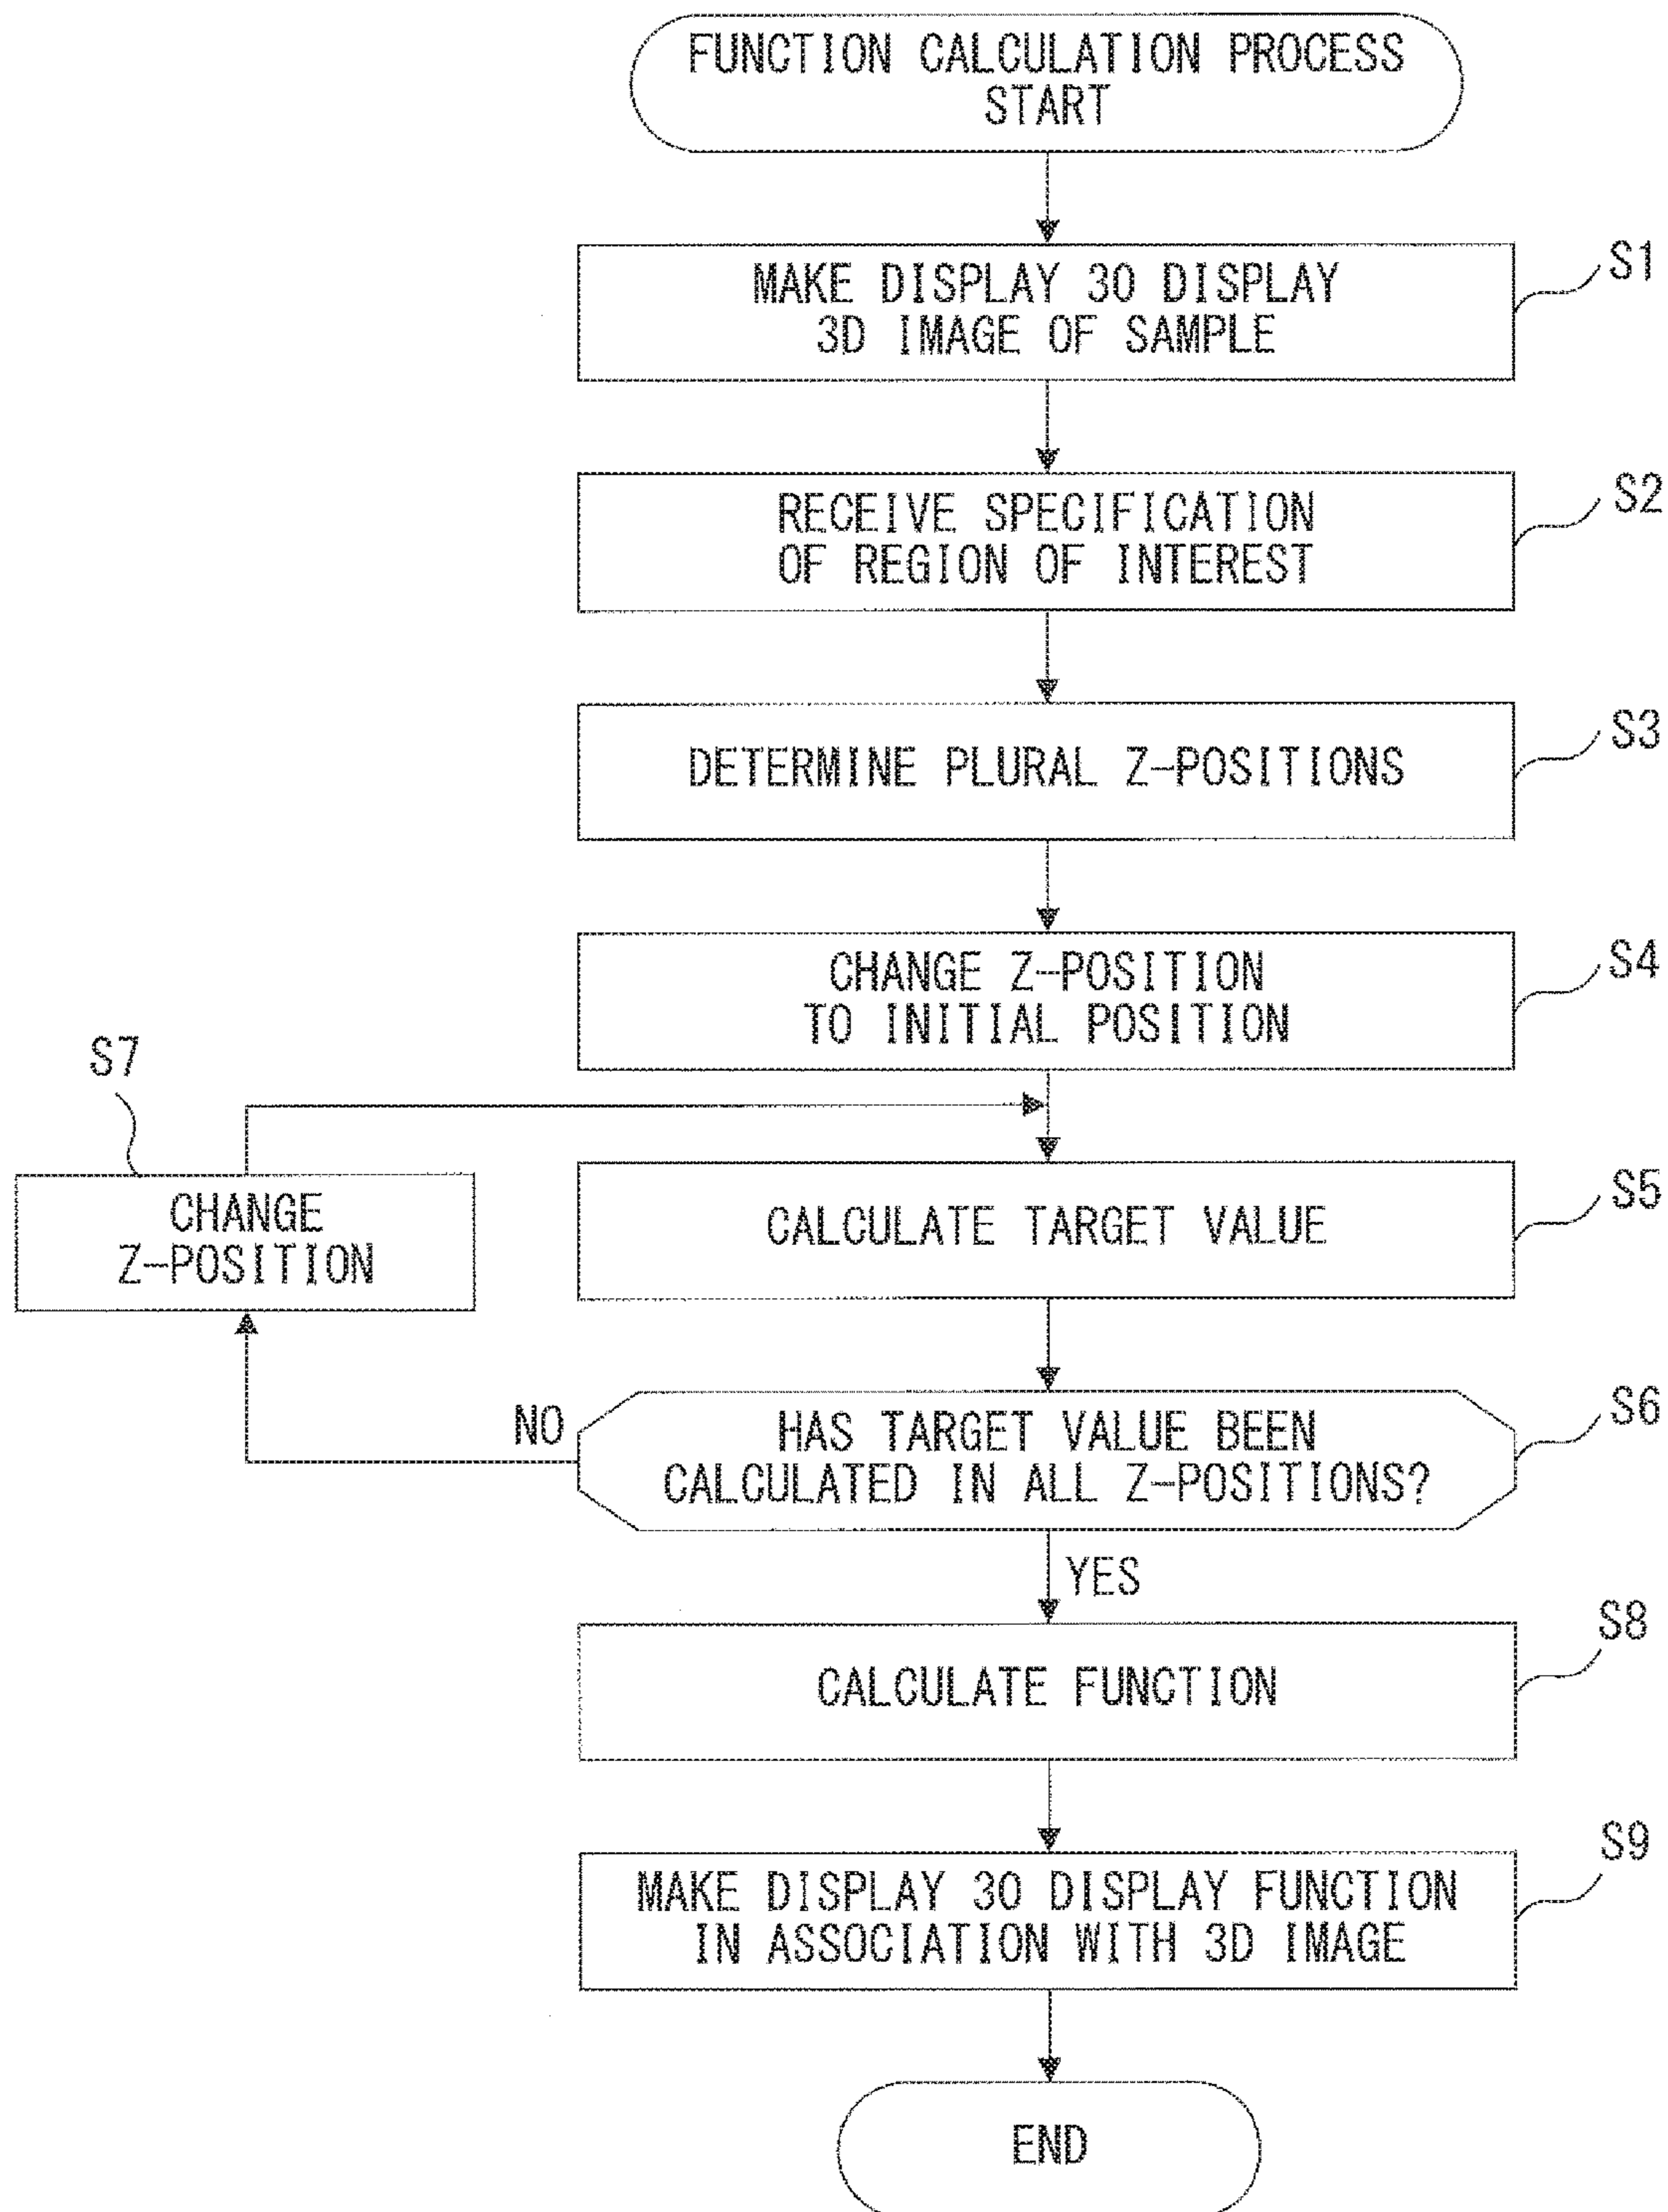 FUNCTION CALCULATION PROCESS
START
S1
MAKE DISPLAY 30 DISPLAY
3D IMAGE OF SAMPLE
S2
RECEIVE SPECIFICATION
OF REGION OF INTEREST
S3
DETERMINE PLURAL Z-POSITIONS
S4
CHANGE Z-POSITION
TO INITIAL POSITION
S7
CHANGE
Z-POSITION
S5
CALCULATE TARGET VALUE
S6
NO
HAS TARGET VALUE BEEN
CALCULATED IN ALL Z-POSITIONS?
YES
S8
CALCULATE FUNCTION
S9
MAKE DISPLAY 30 DISPLAY FUNCTION
IN ASSOCIATION WITH 3D IMAGE
END